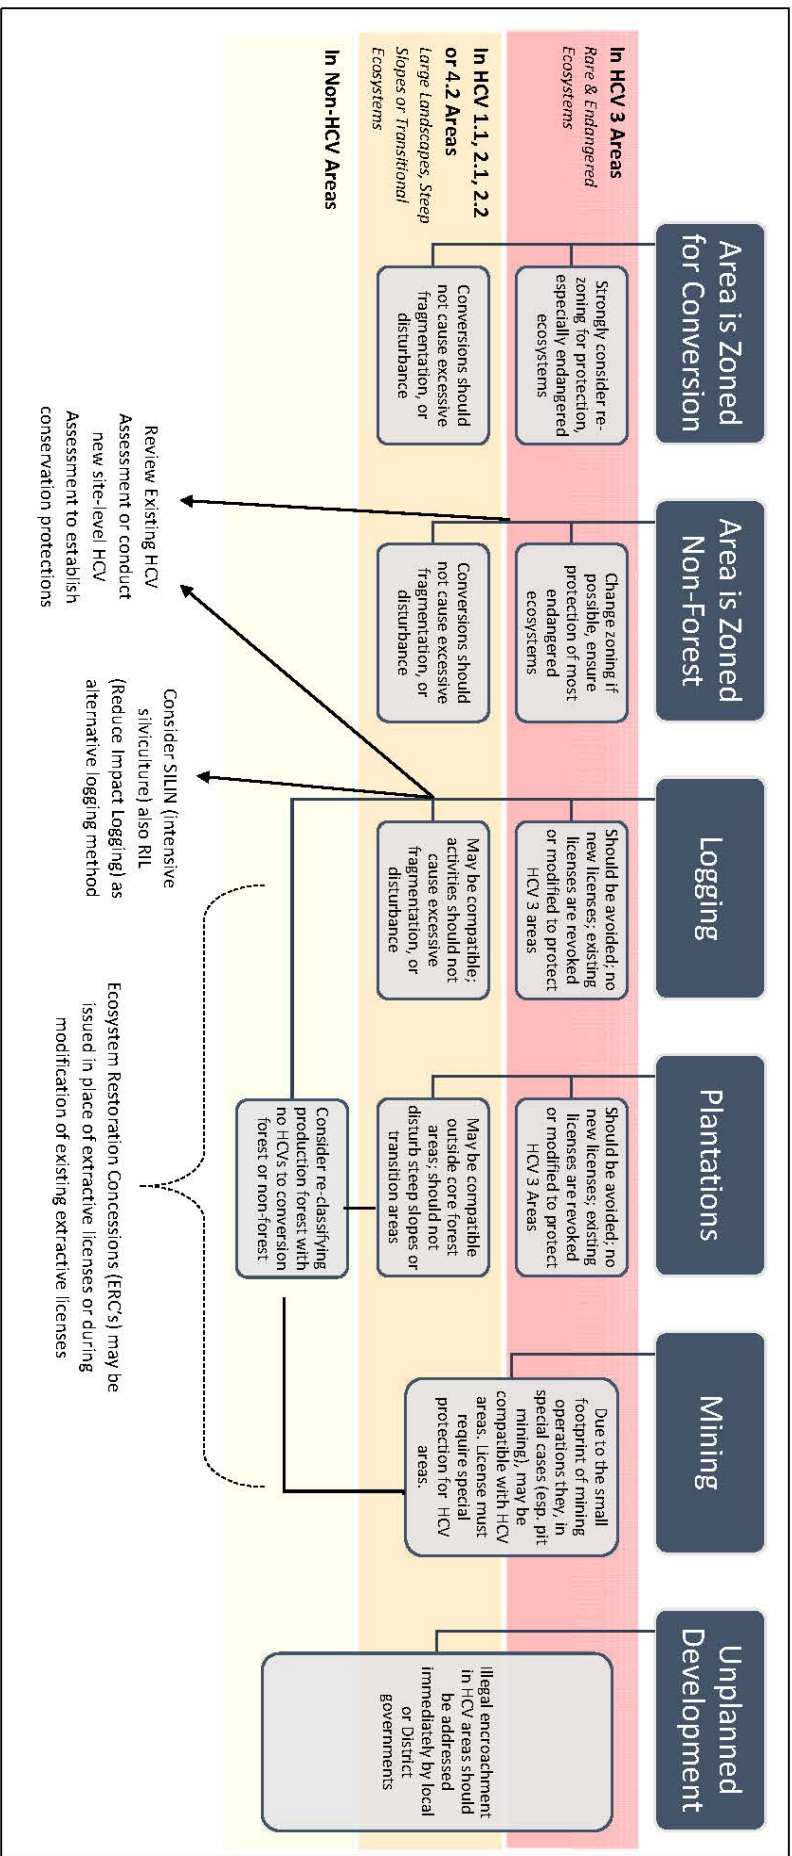 Area is Zoned
for Conversion
Area is Zoned
Non-Forest
Logging
Plantations
Mining
Unplanned
Development
In HCV 3 Areas
Rare & Endangered
Ecosystems
Strongly consider re-
zoning for protection,
especially endangered
ecosystems
Change zoning if
possible, ensure
protection of most
endangered
ecosystems
Should be avoided; no
new licenses; existing
licenses are revoked
or modified to protect
HCV 3 areas
Should be avoided; no
new licenses; existing
licenses are revoked
or modified to protect
HCV 3 Areas
Due to the small
footprint of mining
operations they, in
special cases (esp. pit
mining), may be
compatible with HCV
areas. License must
require special
protection for HCV
areas.
Illegal encroachment
in HCV areas should
be addressed
immediately by local
or District
governments
In HCV 1.1, 2.1, 2.2
or 4.2 Areas
Large Landscapes, Steep
Slopes or Transitional
Ecosystems
Conversions should
not cause excessive
fragmentation, or
disturbance
Conversions should
not cause excessive
fragmentation, or
disturbance
May be compatible;
activities should not
cause excessive
fragmentation, or
disturbance
May be compatible
outside core forest
areas; should not
disturb steep slopes or
transition areas
In Non-HCV Areas
Consider re-classifying
production forest with
no HCVs to conversion
forest or non-forest
Review Existing HCV
Assessment or conduct
new site-level HCV
Assessment to establish
conservation protections
Consider SILIN (intensive
silviculture) also RIL
(Reduce Impact Logging) as
alternative logging method
Ecosystem Restoration Concessions (ERC's) may be
issued in place of extractive licenses or during
modification of existing extractive licenses